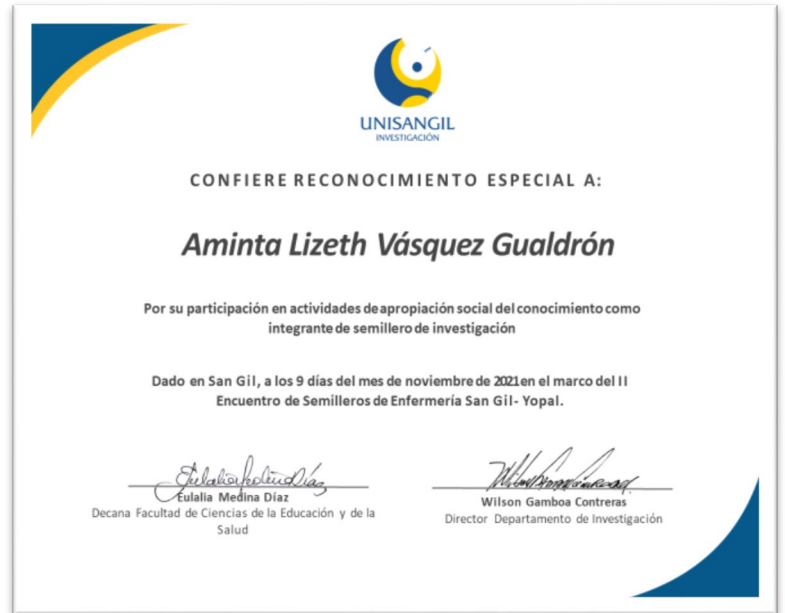 UNISANGIL
INVESTIGACIÓN
CONFIERE RECONOCIMIENTO ESPECIAL A:
Aminta Lizeth Vásquez Gualdrón
Por su participación en actividades de apropiación social del conocimiento como
integrante de semillero de investigación
Dado en San Gil, a los 9 días del mes de noviembre de 2021 en el marco del II
Encuentro de Semilleros de Enfermería San Gil- Yopal.
Eulalia Medina Díaz
Decana Facultad de Ciencias de la Educación y de la
Salud
Wilson Gamboa Contreras
Director Departamento de Investigación